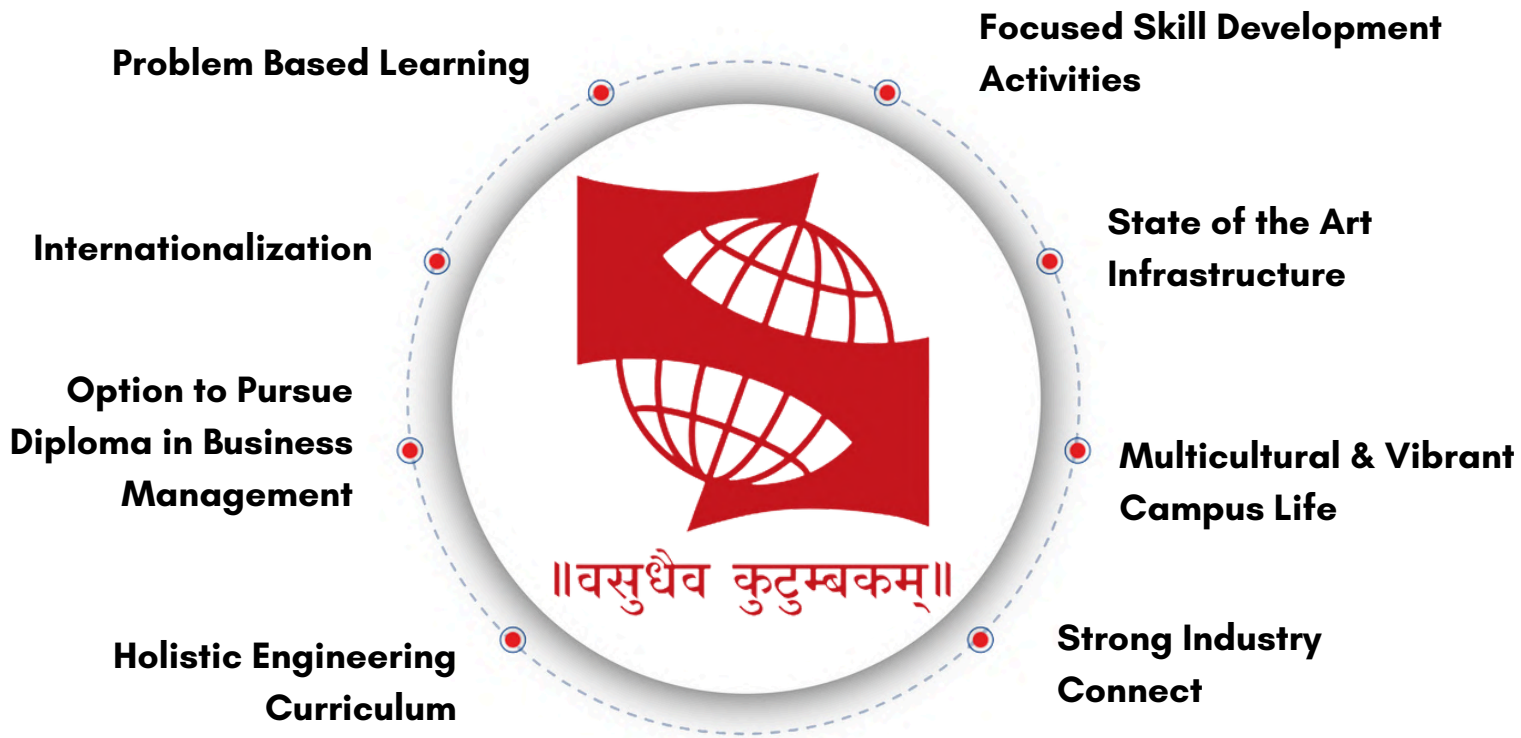 Problem Based Learning
Focused Skill Development
Activities
Internationalization
State of the Art
Infrastructure
Option to Pursue
Diploma in Business
Management
Multicultural & Vibrant
Campus Life
॥वसुधैव कुटुम्बकम्॥
Holistic Engineering
Curriculum
Strong Industry
Connect